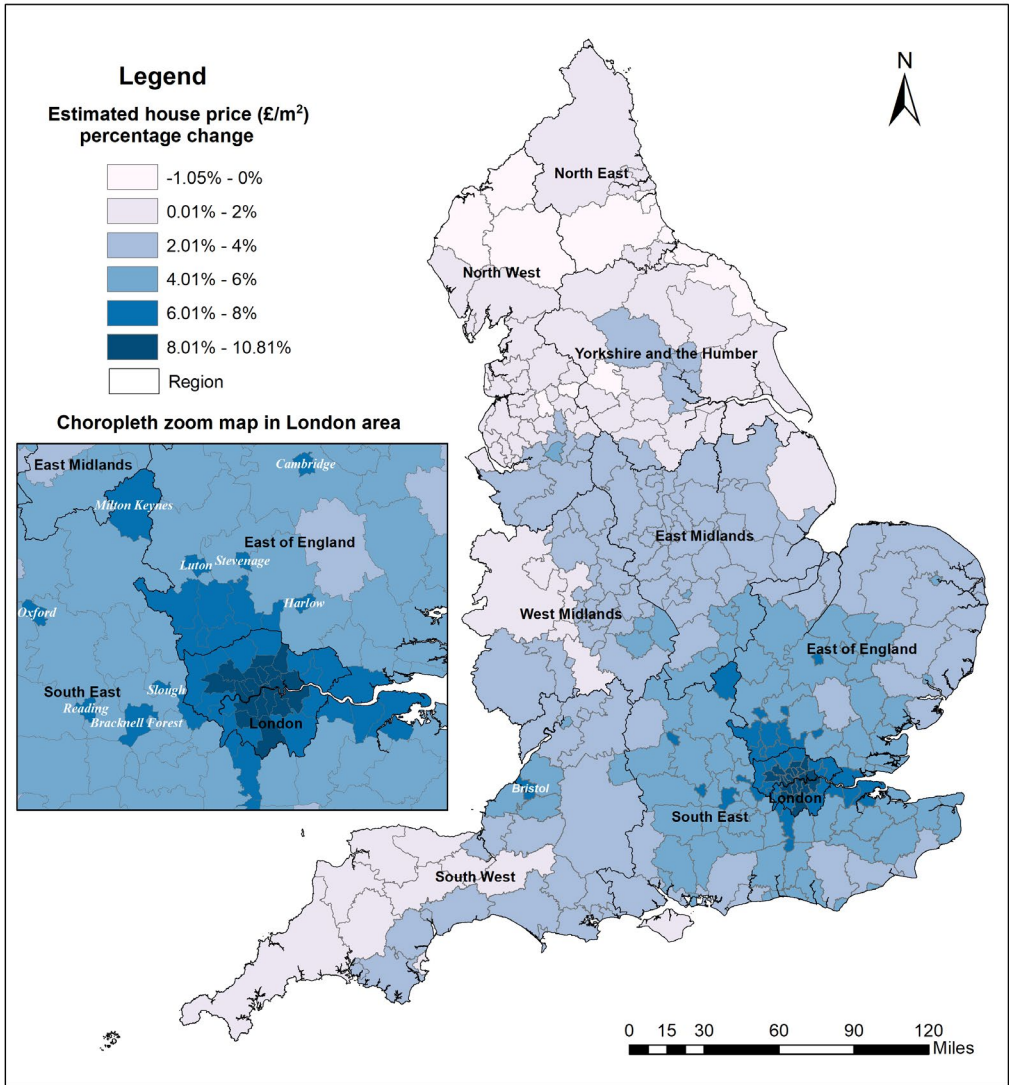 Legend
Estimated house price (£/m²)
percentage change
-1.05% - 0%
0.01% - 2%
2.01% - 4%
4.01% - 6%
6.01% - 8%
8.01% - 10.81%
Region
N
North East
North West
Yorkshire and the Humber
East Midlands
West Midlands
East of England
Bristol
London
South East
South West
Choropleth zoom map in London area
East Midlands
Cambridge
Milton Keynes
East of England
Luton
Stevenage
Harlow
Oxford
South East
Slough
Reading
Bracknell Forest
London
0 15 30 60 90 120
Miles